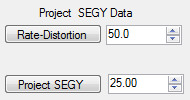 Project SEGY Data
Rate-Distortion 50.0
Project SEGY 25.00